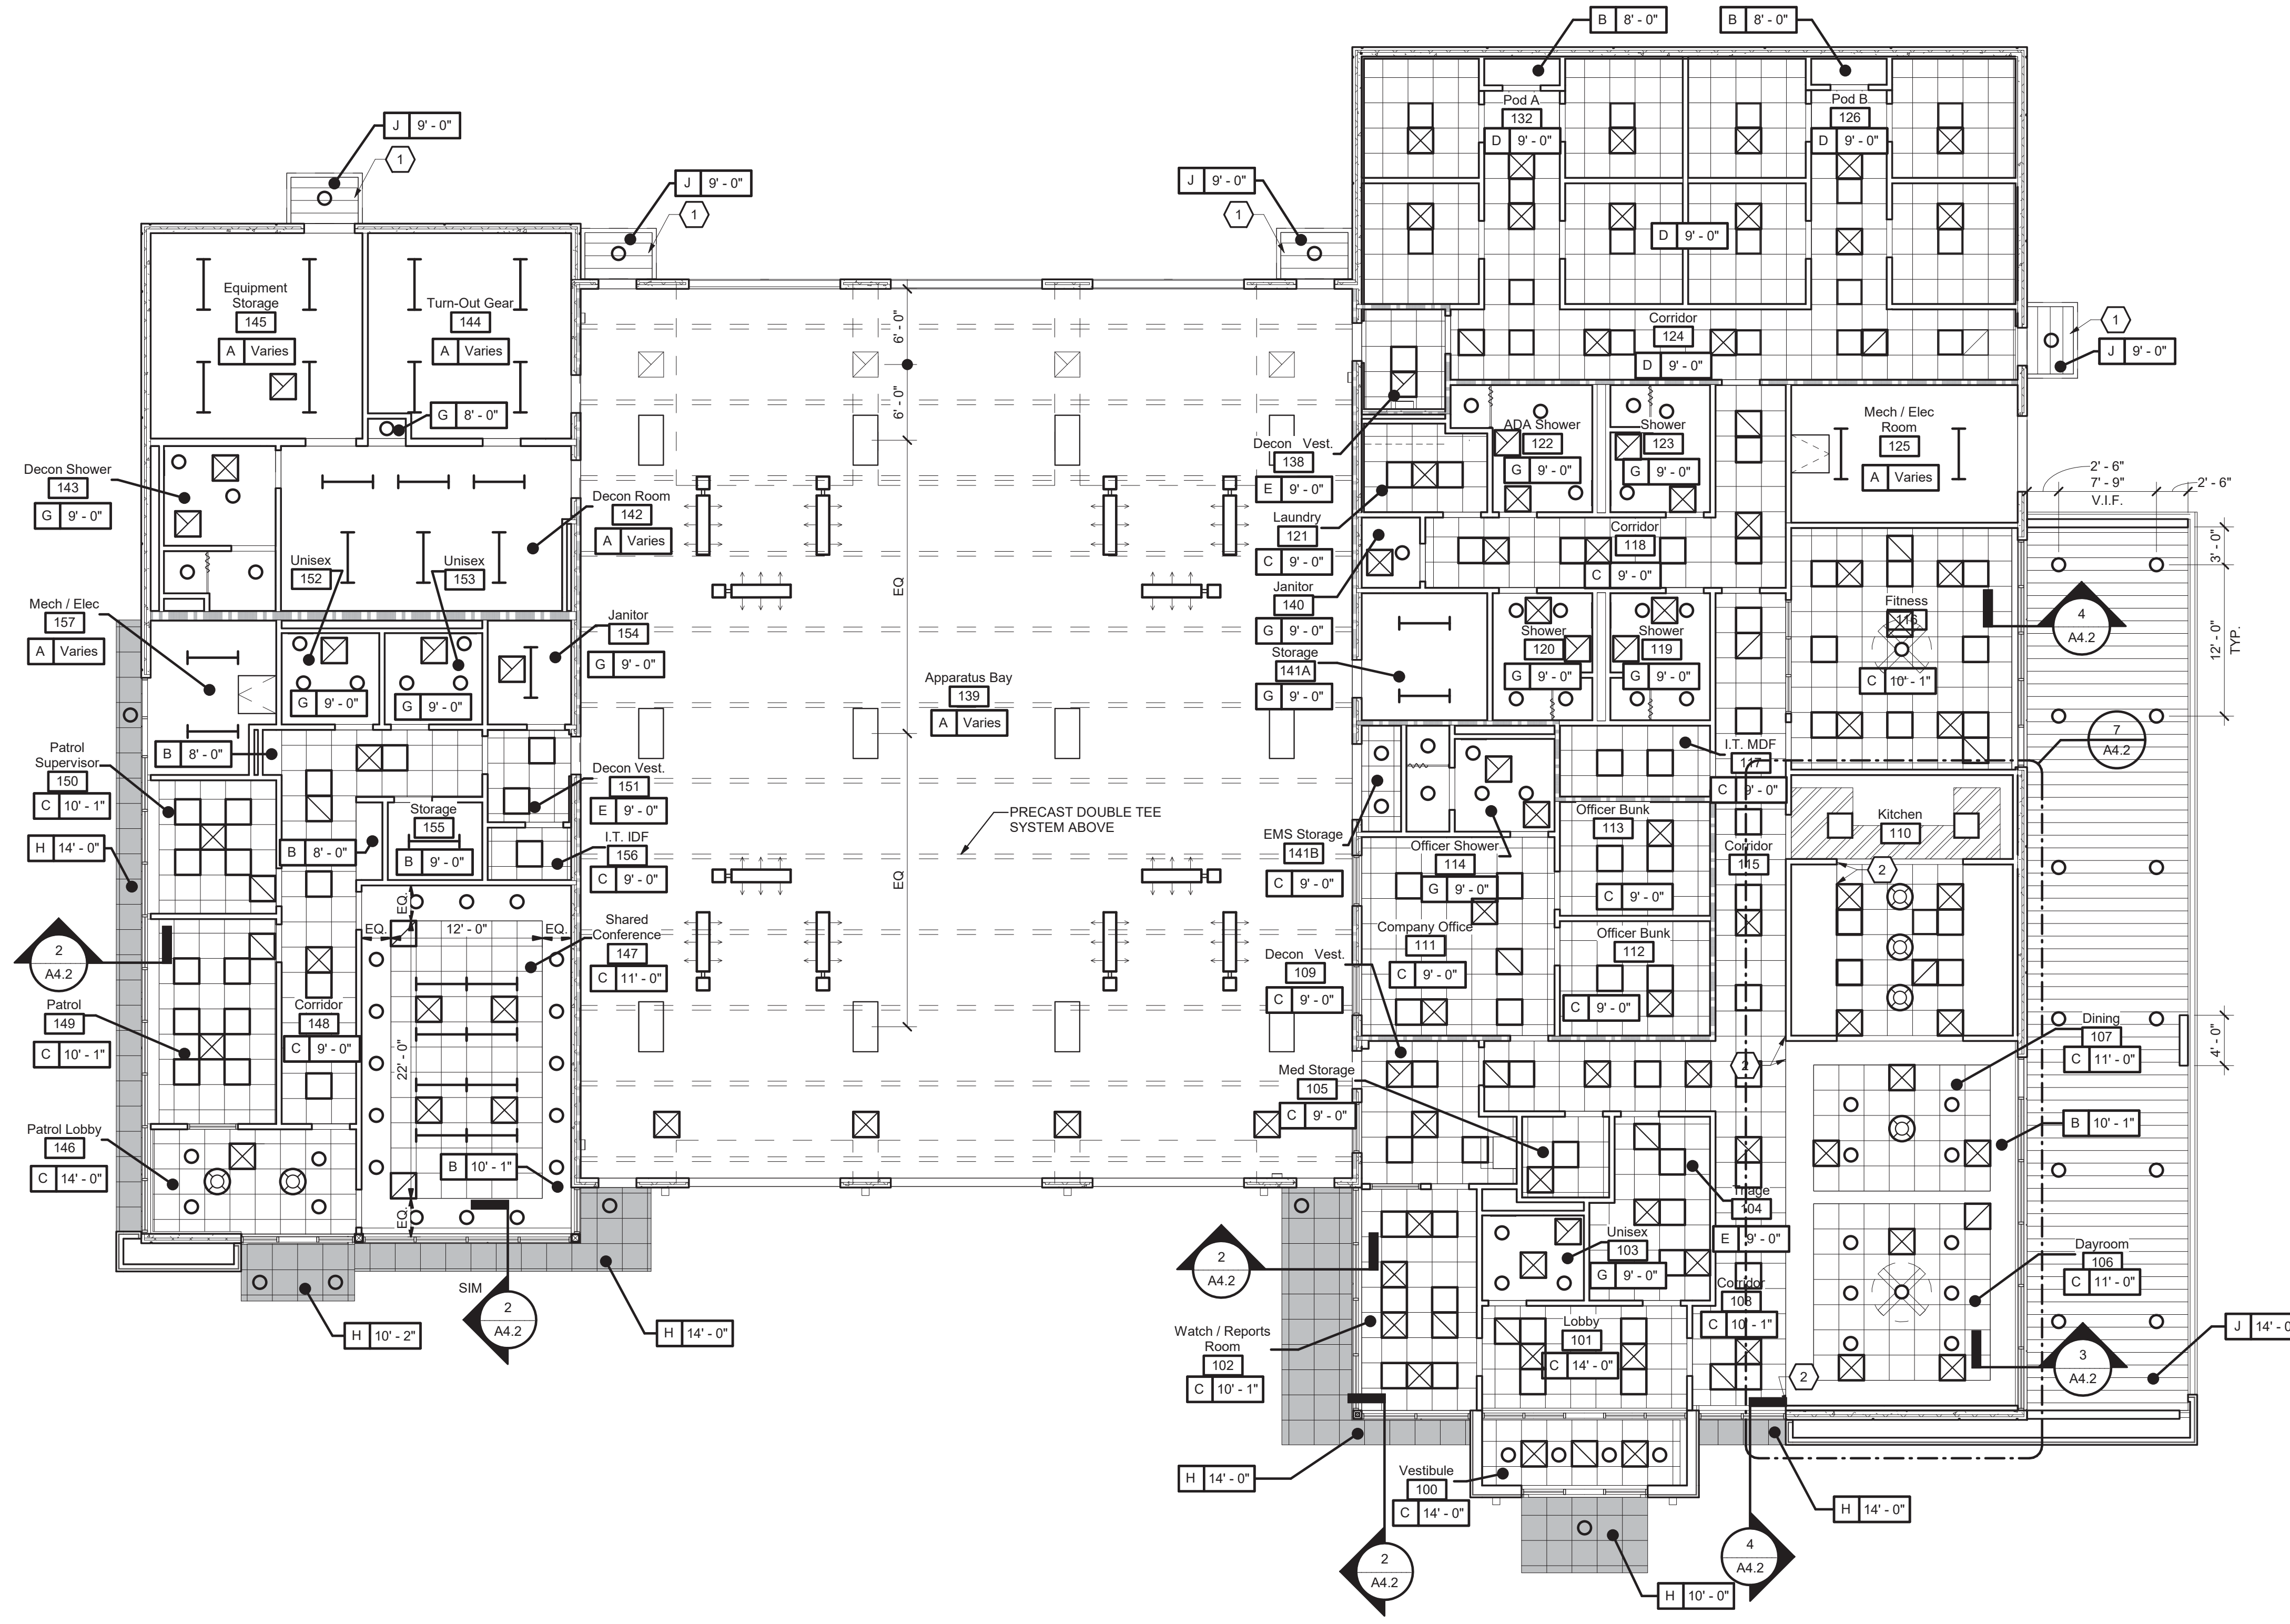 B 8' - 0"
B 8' - 0"
J 9' - 0"
1
J 9' - 0"
1
J 9' - 0"
1
Pod A
132
D 9' - 0"
Pod B
126
D 9' - 0"
D 9' - 0"
Equipment
Storage
145
A Varies
Turn-Out Gear
144
A Varies
G 8' - 0"
6' - 0"
6' - 0"
EQ
EQ
Corridor
124
D 9' - 0"
1
J 9' - 0"
Decon Shower
143
G 9' - 0"
Decon Room
142
A Varies
Unisex
152
G 9' - 0"
Unisex
153
G 9' - 0"
Decon Vest.
138
E 9' - 0"
ADA Shower
122
G 9' - 0"
Shower
123
G 9' - 0"
Mech / Elec
Room
125
A Varies
2' - 6"
7' - 9"
V.I.F.
2' - 6"
3' - 0"
12' - 0"
TYP.
4' - 0"
Laundry
121
C 9' - 0"
Corridor
118
C 9' - 0"
Janitor
140
G 9' - 0"
Mech / Elec
157
A Varies
Janitor
154
G 9' - 0"
Storage
141A
G 9' - 0"
Shower
120
G 9' - 0"
Shower
119
G 9' - 0"
Fitness
116
C 10' - 1"
4
A4.2
7
A4.2
Apparatus Bay
139
A Varies
B 8' - 0"
Patrol
Supervisor
150
C 10' - 1"
H 14' - 0"
Decon Vest.
151
E 9' - 0"
Storage
155
B 9' - 0"
B 8' - 0"
I.T. IDF
156
C 9' - 0"
PRECAST DOUBLE TEE
SYSTEM ABOVE
I.T. MDF
117
C 9' - 0"
EMS Storage
141B
C 9' - 0"
Officer Shower
114
G 9' - 0"
Officer Bunk
113
C 9' - 0"
Corridor
115
Kitchen
110
2
EQ.
EQ.
12' - 0"
EQ.
22' - 0"
EQ.
Shared
Conference
147
C 11' - 0"
2
A4.2
Company Office
111
C 9' - 0"
Officer Bunk
112
C 9' - 0"
Decon Vest.
109
C 9' - 0"
Patrol
149
C 10' - 1"
Corridor
148
C 9' - 0"
Dining
107
C 11' - 0"
2
Med Storage
105
C 9' - 0"
B 10' - 1"
Patrol Lobby
146
C 14' - 0"
B 10' - 1"
Triage
104
E 9' - 0"
Unisex
103
G 9' - 0"
2
A4.2
Dayroom
106
C 11' - 0"
Corridor
108
C 10' - 1"
SIM
2
A4.2
H 10' - 2"
H 14' - 0"
Watch / Reports
Room
102
C 10' - 1"
Lobby
101
C 14' - 0"
2
3
A4.2
J 14' - 0
H 14' - 0"
Vestibule
100
C 14' - 0"
H 14' - 0"
2
A4.2
4
A4.2
H 10' - 0"